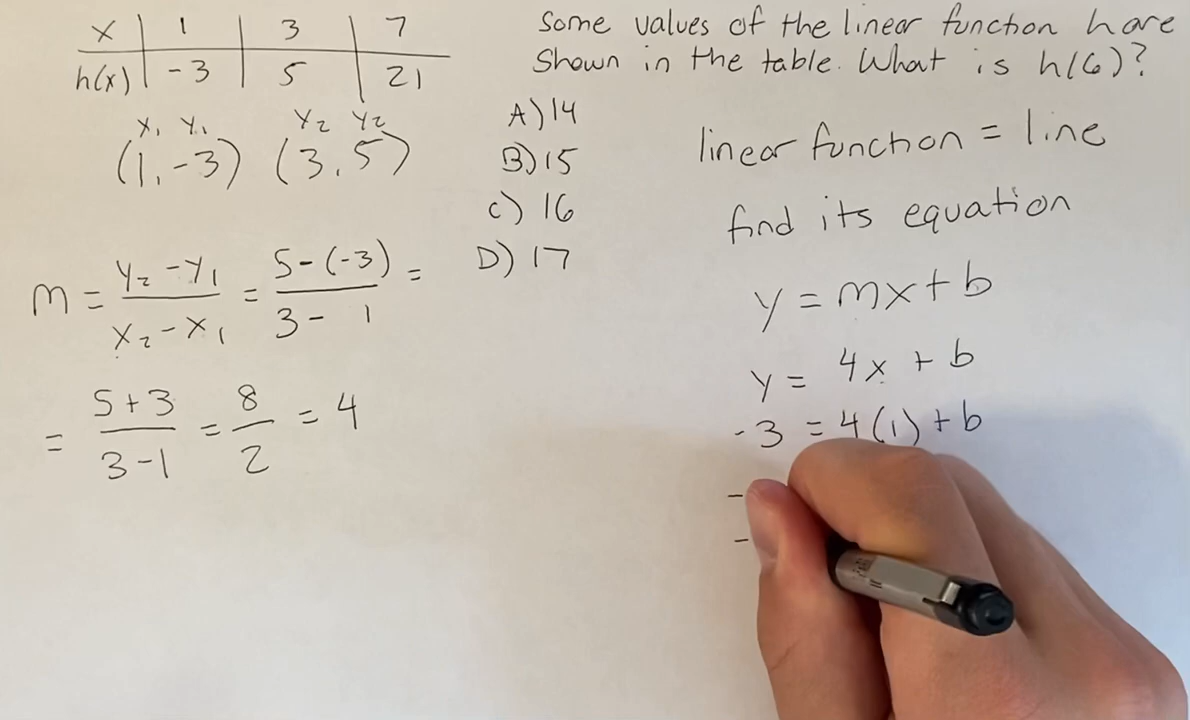 x | 1 | 3 | 7
h(x) | -3 | 5 | 21
x₁ y₁ x₂ y₂
(1, -3) (3, 5)
m = y₂ - y₁ / x₂ - x₁ = 5 - (-3) / 3 - 1 =
= 5 + 3 / 3 - 1 = 8 / 2 = 4
A) 14
B) 15
C) 16
D) 17
Some values of the linear function h are
Shown in the table. What is h(6)?
linear function = line
find its equation
y = mx + b
y = 4x + b
-3 = 4(1) + b
-
-